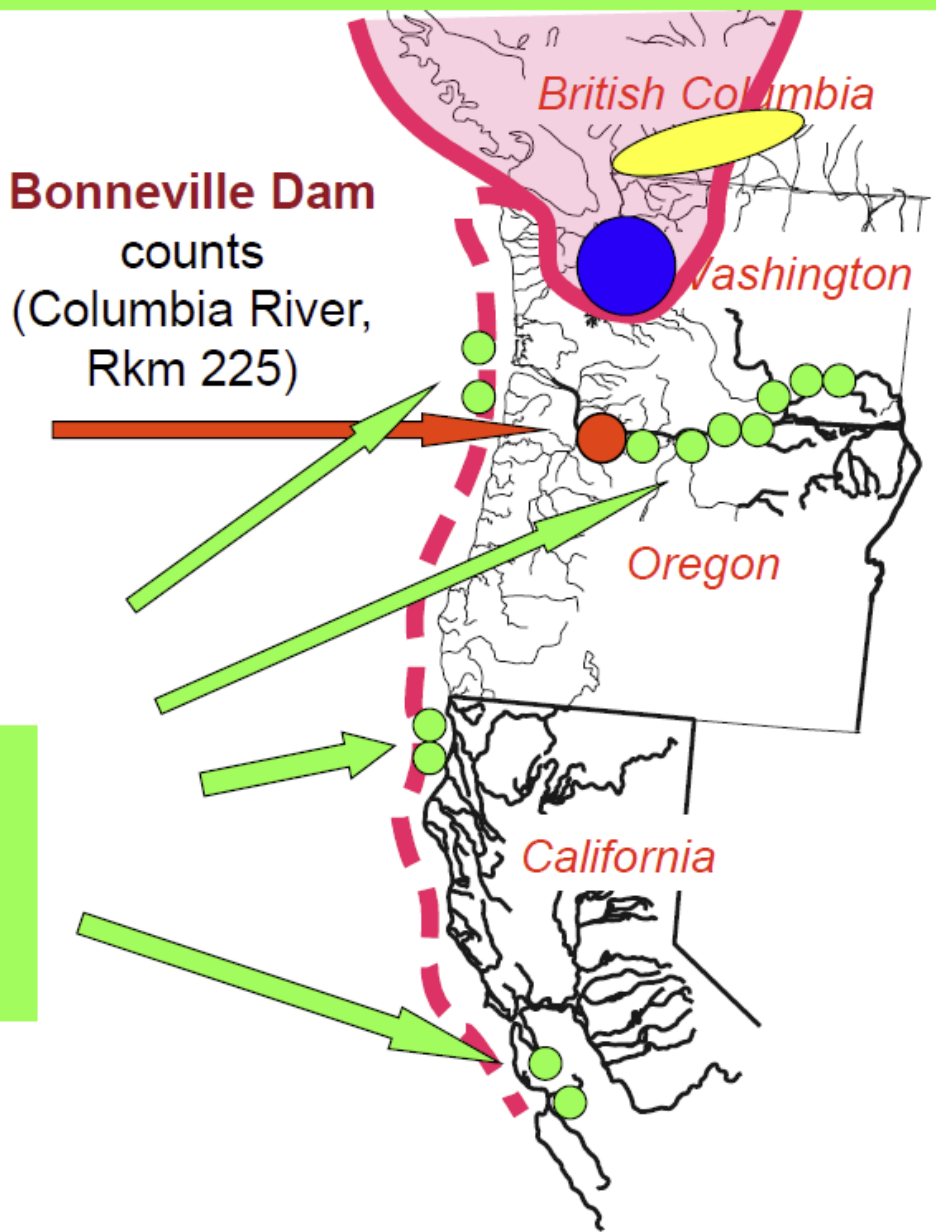 British Columbia
Bonneville Dam
counts
(Columbia River,
Rkm 225)
Washington
Oregon
California